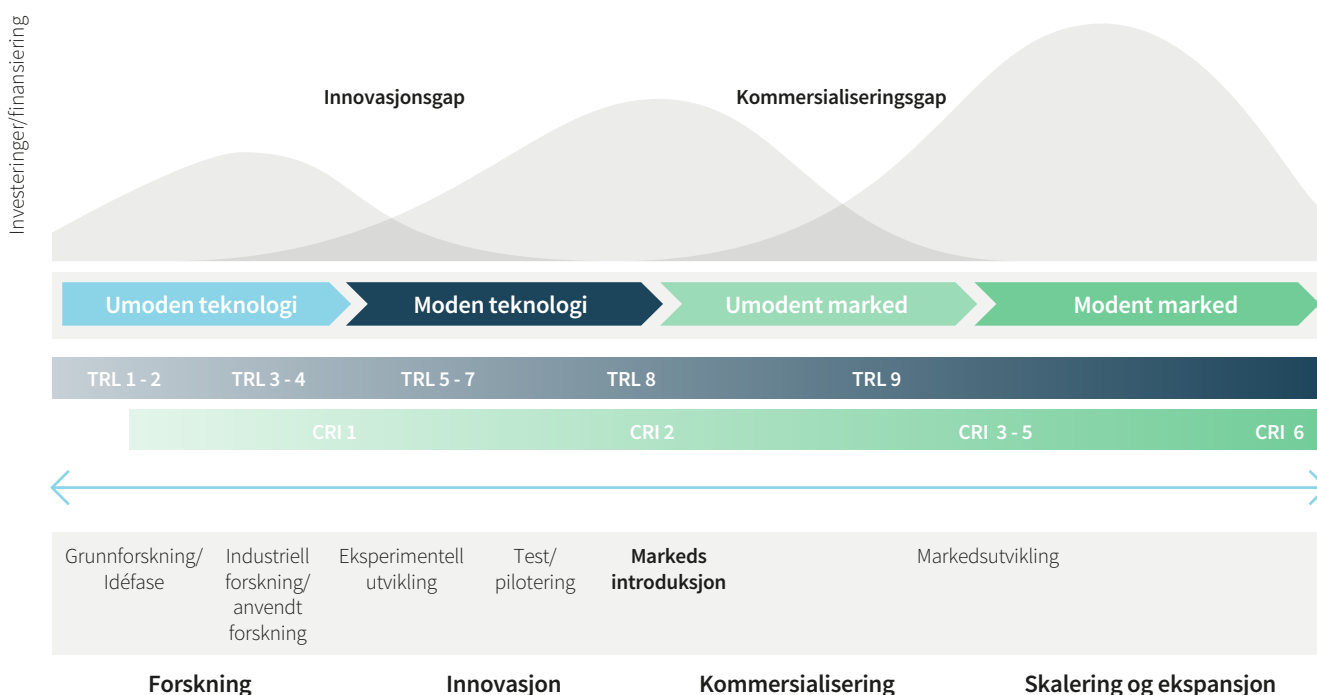 Investeringer/finansiering
Innovasjonsgap
Kommersialiseringsgap
Umoden teknologi
Moden teknologi
Umodent marked
Modent marked
TRL 1 - 2
TRL 3 - 4
TRL 5 - 7
TRL 8
TRL 9
CRI 1
CRI 2
CRI 3 - 5
CRI 6
Grunnforskning/
Idéfase
Industriell
forskning/
anvendt
forskning
Eksperimentell
utvikling
Test/
pilotering
Markeds
introduksjon
Markedsutvikling
Forskning
Innovasjon
Kommersialisering
Skalering og ekspansjon